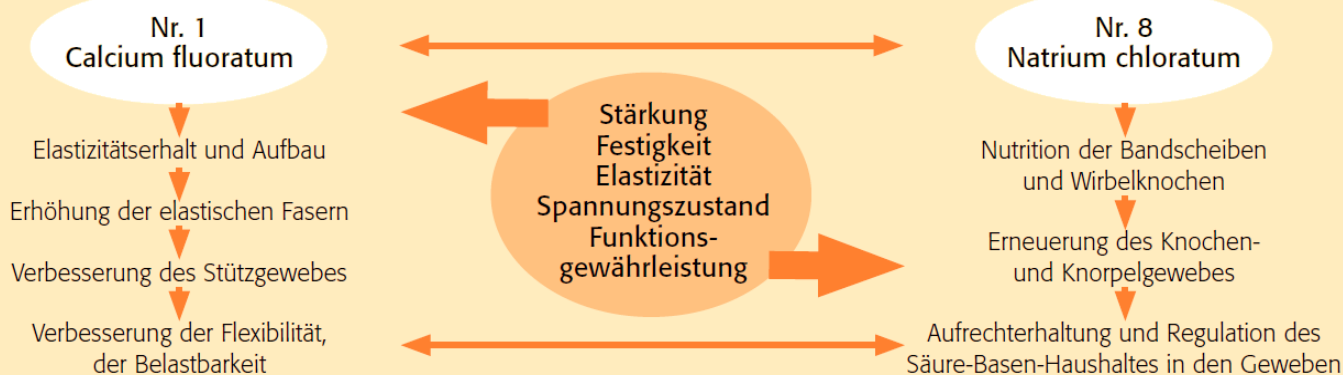 Nr. 1
Calcium fluoratum
Elastizitätserhalt und Aufbau
Erhöhung der elastischen Fasern
Verbesserung des Stützgewebes
Verbesserung der Flexibilität,
der Belastbarkeit
Stärkung
Festigkeit
Elastizität
Spannungszustand
Funktions-
gewährleistung
Nr. 8
Natrium chloratum
Nutrition der Bandscheiben
und Wirbelknochen
Erneuerung des Knochen-
und Knorpelgewebes
Aufrechterhaltung und Regulation des
Säure-Basen-Haushaltes in den Geweben